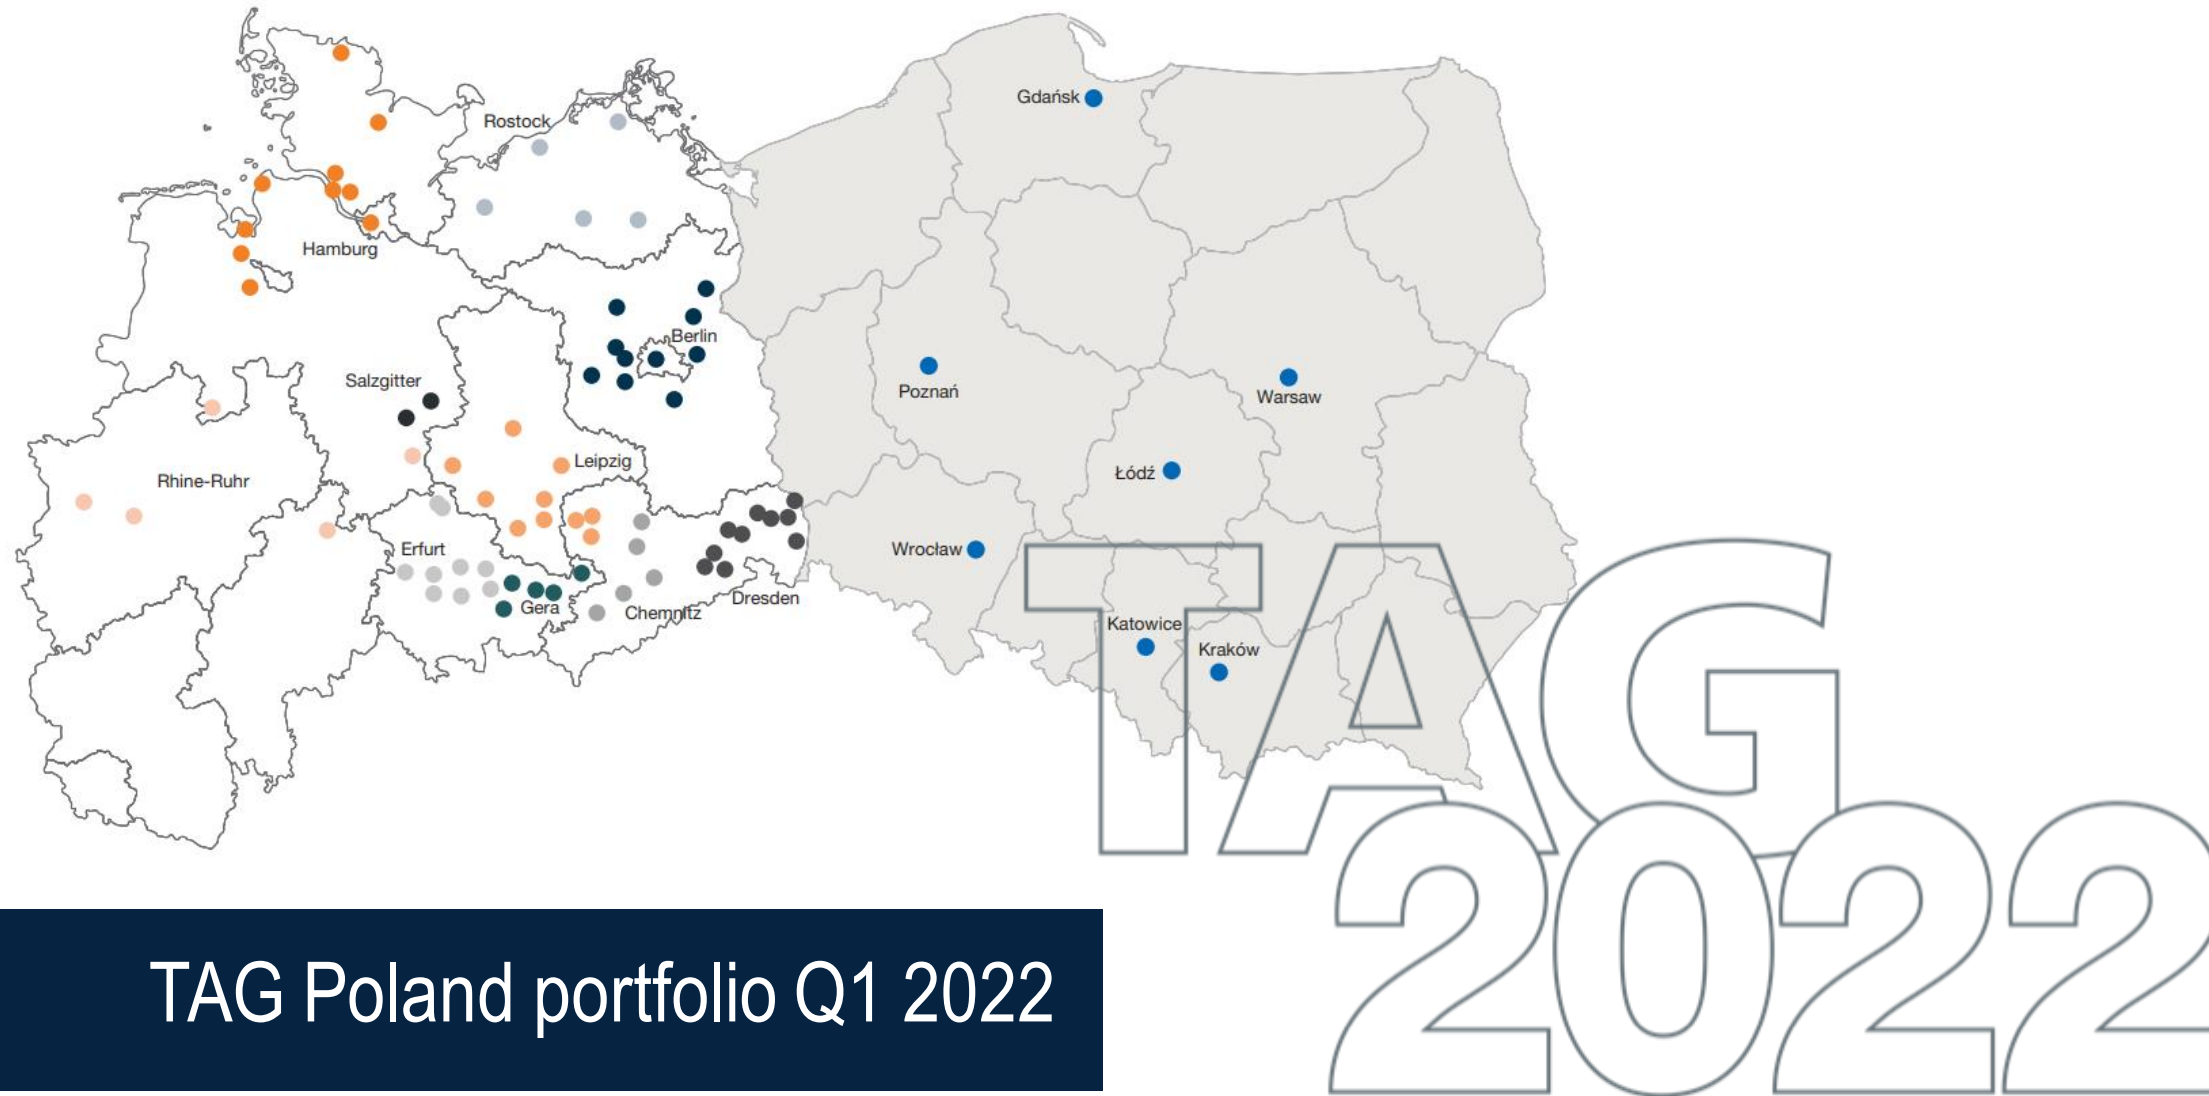 Gdańsk
Rostock
Hamburg
Berlin
Salzgitter
Poznań
Warsaw
Leipzig
Rhine-Ruhr
Łódź
Erfurt
Wrocław
Dresden
Gera
Chemnitz
Katowice
Kraków
TAG
2022
TAG Poland portfolio Q1 2022